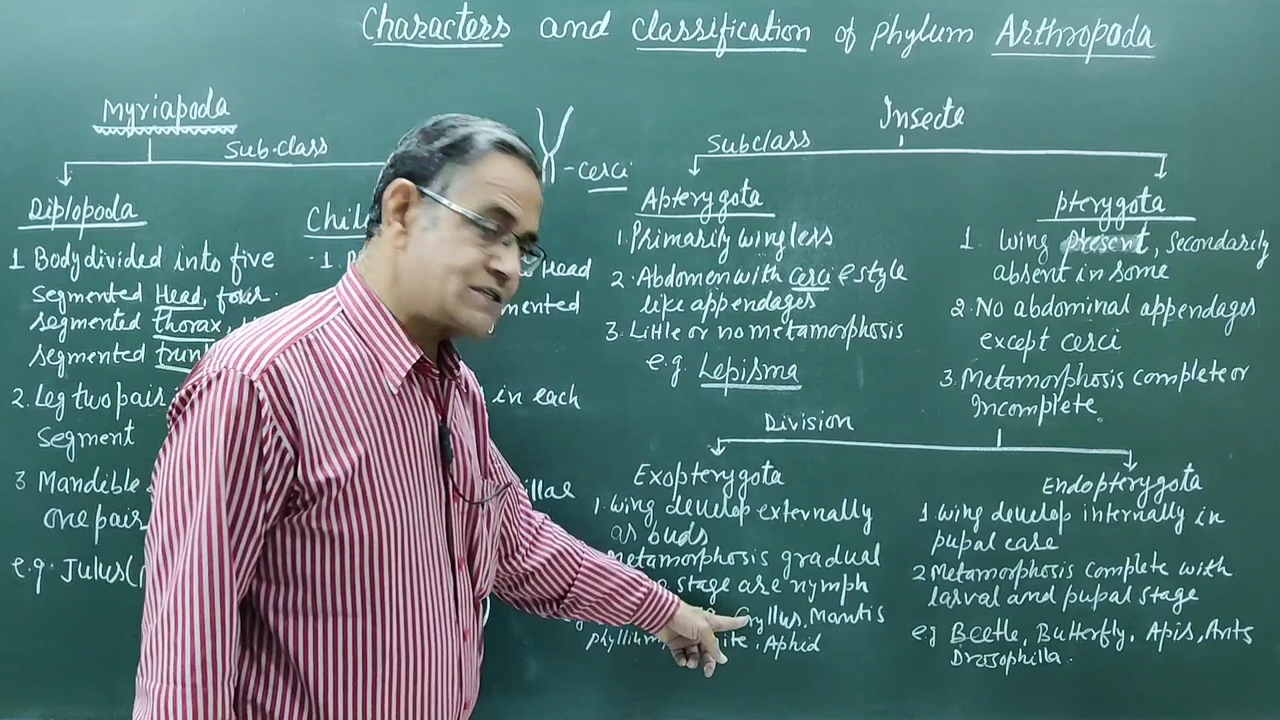 Characters and classification of Phylum Arthropoda
Myriapoda
Sub-class
Diplopoda
1 Body divided into five
segmented Head, four
segmented thorax,
segmented trunk
2. Leg two pair
segment
3 Mandible
one pair
e.g. Julus
Chil
1.
Head
segmented
in each
-cerci
Insecta
Subclass
Apterygota
1. Primarily wingless
2. Abdomen with cerci & style
like appendages
3. Little or no metamorphosis
e.g. Lepisma
pterygota
1. wing present, secondarily
absent in some
2. No abdominal appendages
except cerci
3. Metamorphosis complete or
Incomplete.
Division
Exopterygota
1. wing develop externally
as buds
Metamorphosis gradual
stage are nymph
Gryllus, Mantis
phyllium, Aphid
Endopterygota
1. wing develop internally in
pupal case
2 Metamorphosis complete with
larval and pupal stage
e.g Beetle, Butterfly, Apis, Ants
Drosophilla.